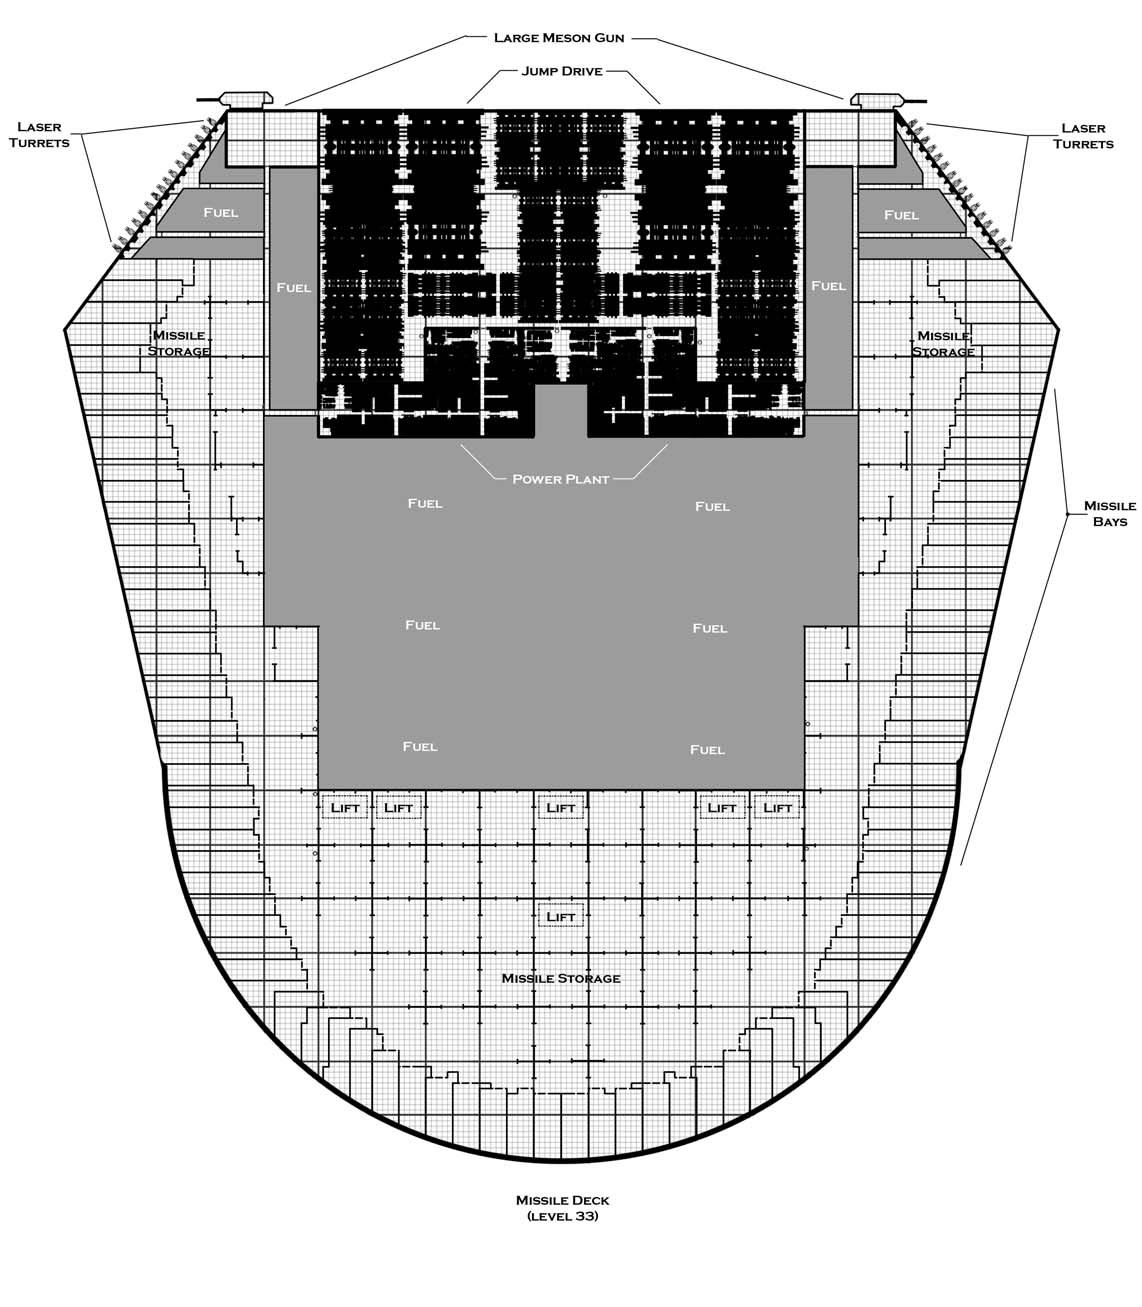 Large Meson Gun
Jump Drive
Laser
Turrets
Laser
Turrets
Fuel
Fuel
Fuel
Fuel
Missile
Storage
Missile
Storage
Power Plant
Fuel
Fuel
Missile
Bays
Fuel
Fuel
Fuel
Fuel
Lift
Lift
Lift
Lift
Lift
Lift
Missile Storage
Missile Deck
(level 33)